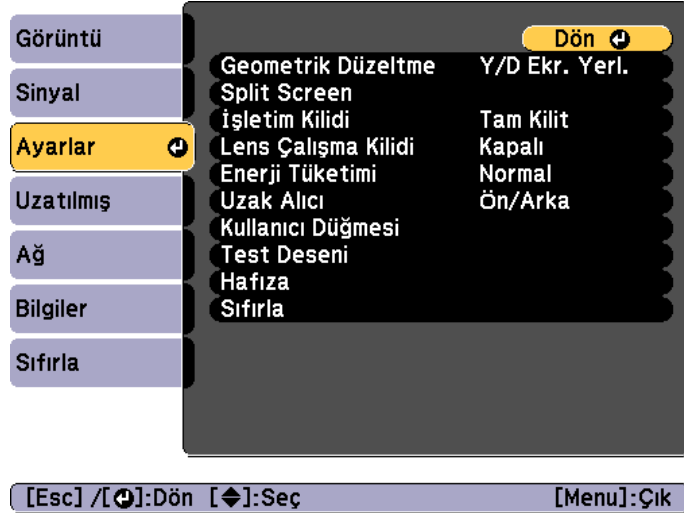 Görüntü
Sinyal
Ayarlar
Uzatılmış
Ağ
Bilgiler
Sıfırla
Dön
Geometrik Düzeltme Y/D Ekr. Yerl.
Split Screen
İşletim Kilidi Tam Kilit
Lens Çalışma Kilidi Kapalı
Enerji Tüketimi Normal
Uzak Alıcı Ön/Arka
Kullanıcı Düğmesi
Test Deseni
Hafıza
Sıfırla
[Esc] /[⏎]:Dön [◆]:Seç [Menu]:Çık